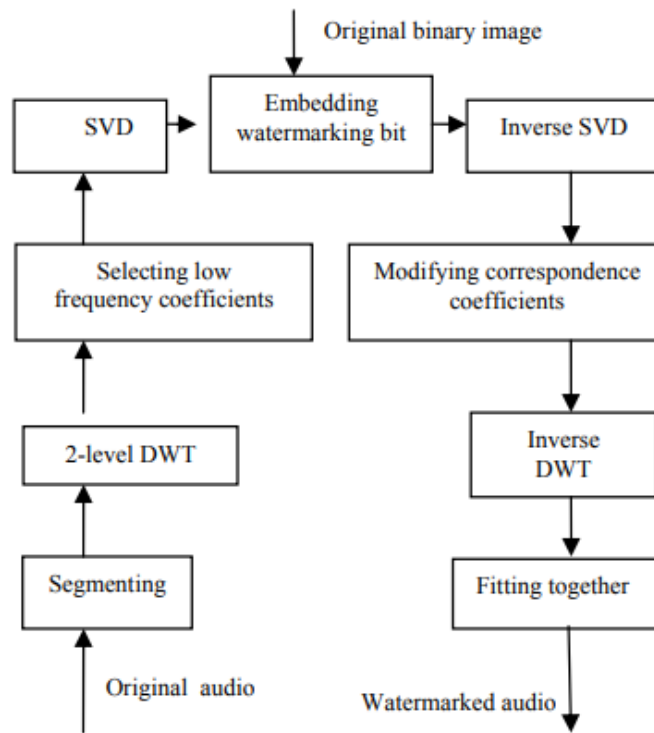 Original binary image
SVD
Embedding
watermarking bit
Inverse SVD
Selecting low
frequency coefficients
Modifying correspondence
coefficients
2-level DWT
Inverse
DWT
Segmenting
Fitting together
Original audio
Watermarked audio